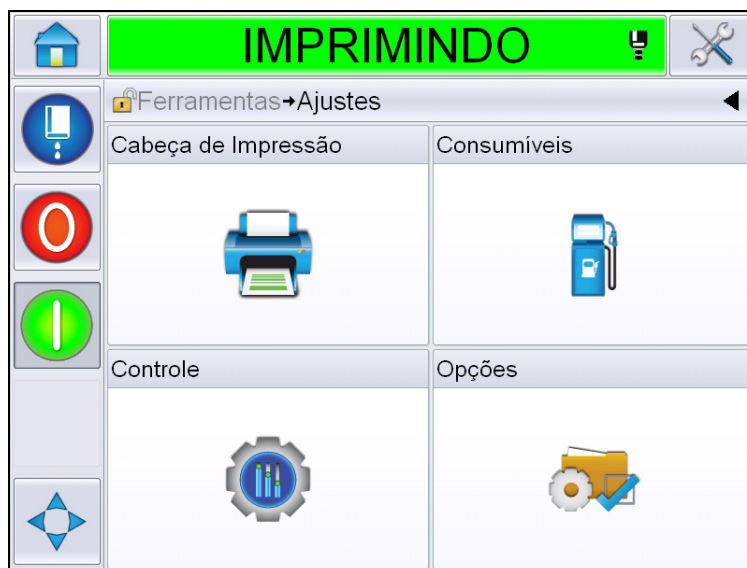 IMPRIMINDO
Ferramentas→Ajustes
Cabeça de Impressão
Consumíveis
Controle
Opções